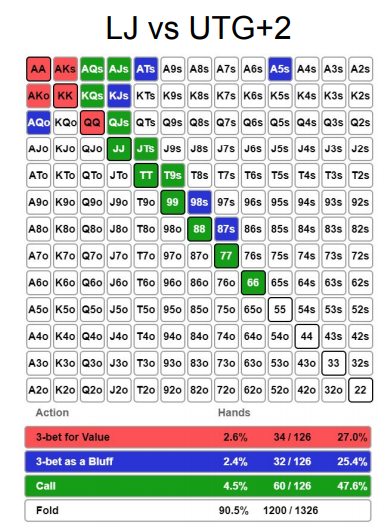 LJ vs UTG+2
AA AKs AQs AJs ATs A9s A8s A7s A6s A5s A4s A3s A2s
AKo KK KQs KJs KTs K9s K8s K7s K6s K5s K4s K3s K2s
AQo KQo QQ QJs QTs Q9s Q8s Q7s Q6s Q5s Q4s Q3s Q2s
AJo KJo QJo JJ JTs J9s J8s J7s J6s J5s J4s J3s J2s
ATo KTo QTo JTo TT T9s T8s T7s T6s T5s T4s T3s T2s
A9o K9o Q9o J9o T9o 99 98s 97s 96s 95s 94s 93s 92s
A8o K8o Q8o J8o T8o 98o 88 87s 86s 85s 84s 83s 82s
A7o K7o Q7o J7o T7o 97o 87o 77 76s 75s 74s 73s 72s
A6o K6o Q6o J6o T6o 96o 86o 76o 66 65s 64s 63s 62s
A5o K5o Q5o J5o T5o 95o 85o 75o 65o 55 54s 53s 52s
A4o K4o Q4o J4o T4o 94o 84o 74o 64o 54o 44 43s 42s
A3o K3o Q3o J3o T3o 93o 83o 73o 63o 53o 43o 33 32s
A2o K2o Q2o J2o T2o 92o 82o 72o 62o 52o 42o 32o 22
Action Hands
3-bet for Value 2.6% 34 / 126 27.0%
3-bet as a Bluff 2.4% 32 / 126 25.4%
Call 4.5% 60 / 126 47.6%
Fold 90.5% 1200 / 1326